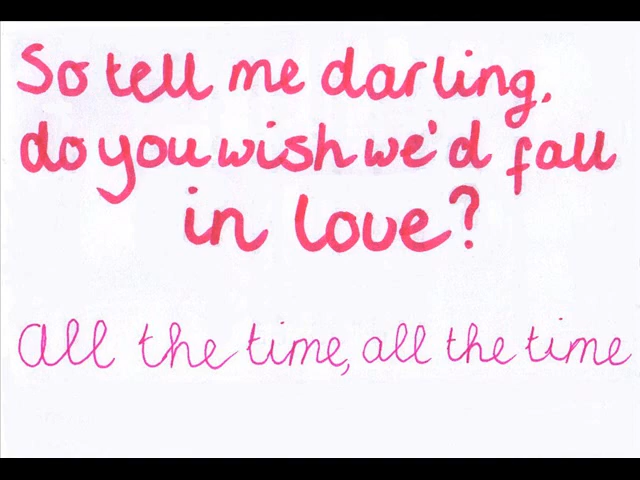 So tell me darling,
do you wish we'd fall
in love?
All the time, all the time